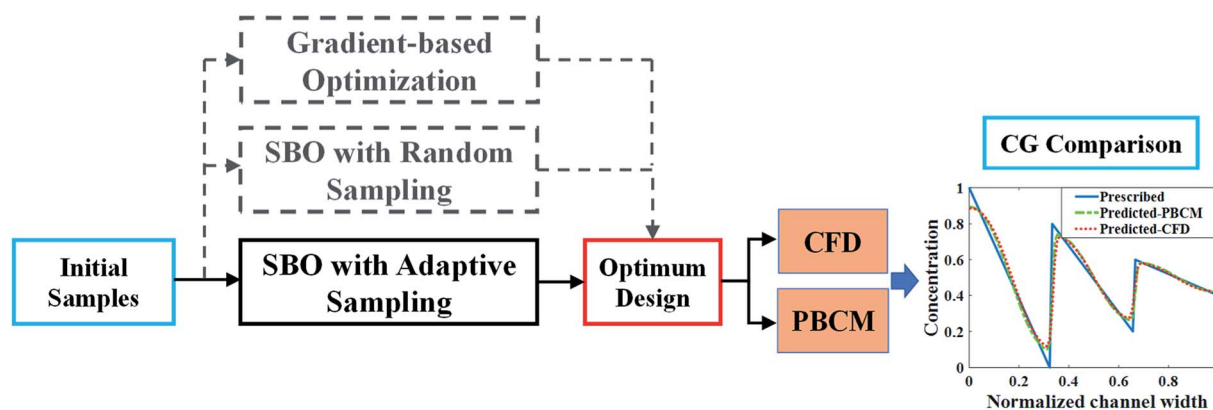 Gradient-based
Optimization
SBO with Random
Sampling
Initial
Samples
SBO with Adaptive
Sampling
Optimum
Design
CFD
PBCM
CG Comparison
Prescribed
Predicted-PBCM
Predicted-CFD
Concentration
1
0.8
0.6
0.4
0.2
0
0 0.2 0.4 0.6 0.8
Normalized channel width